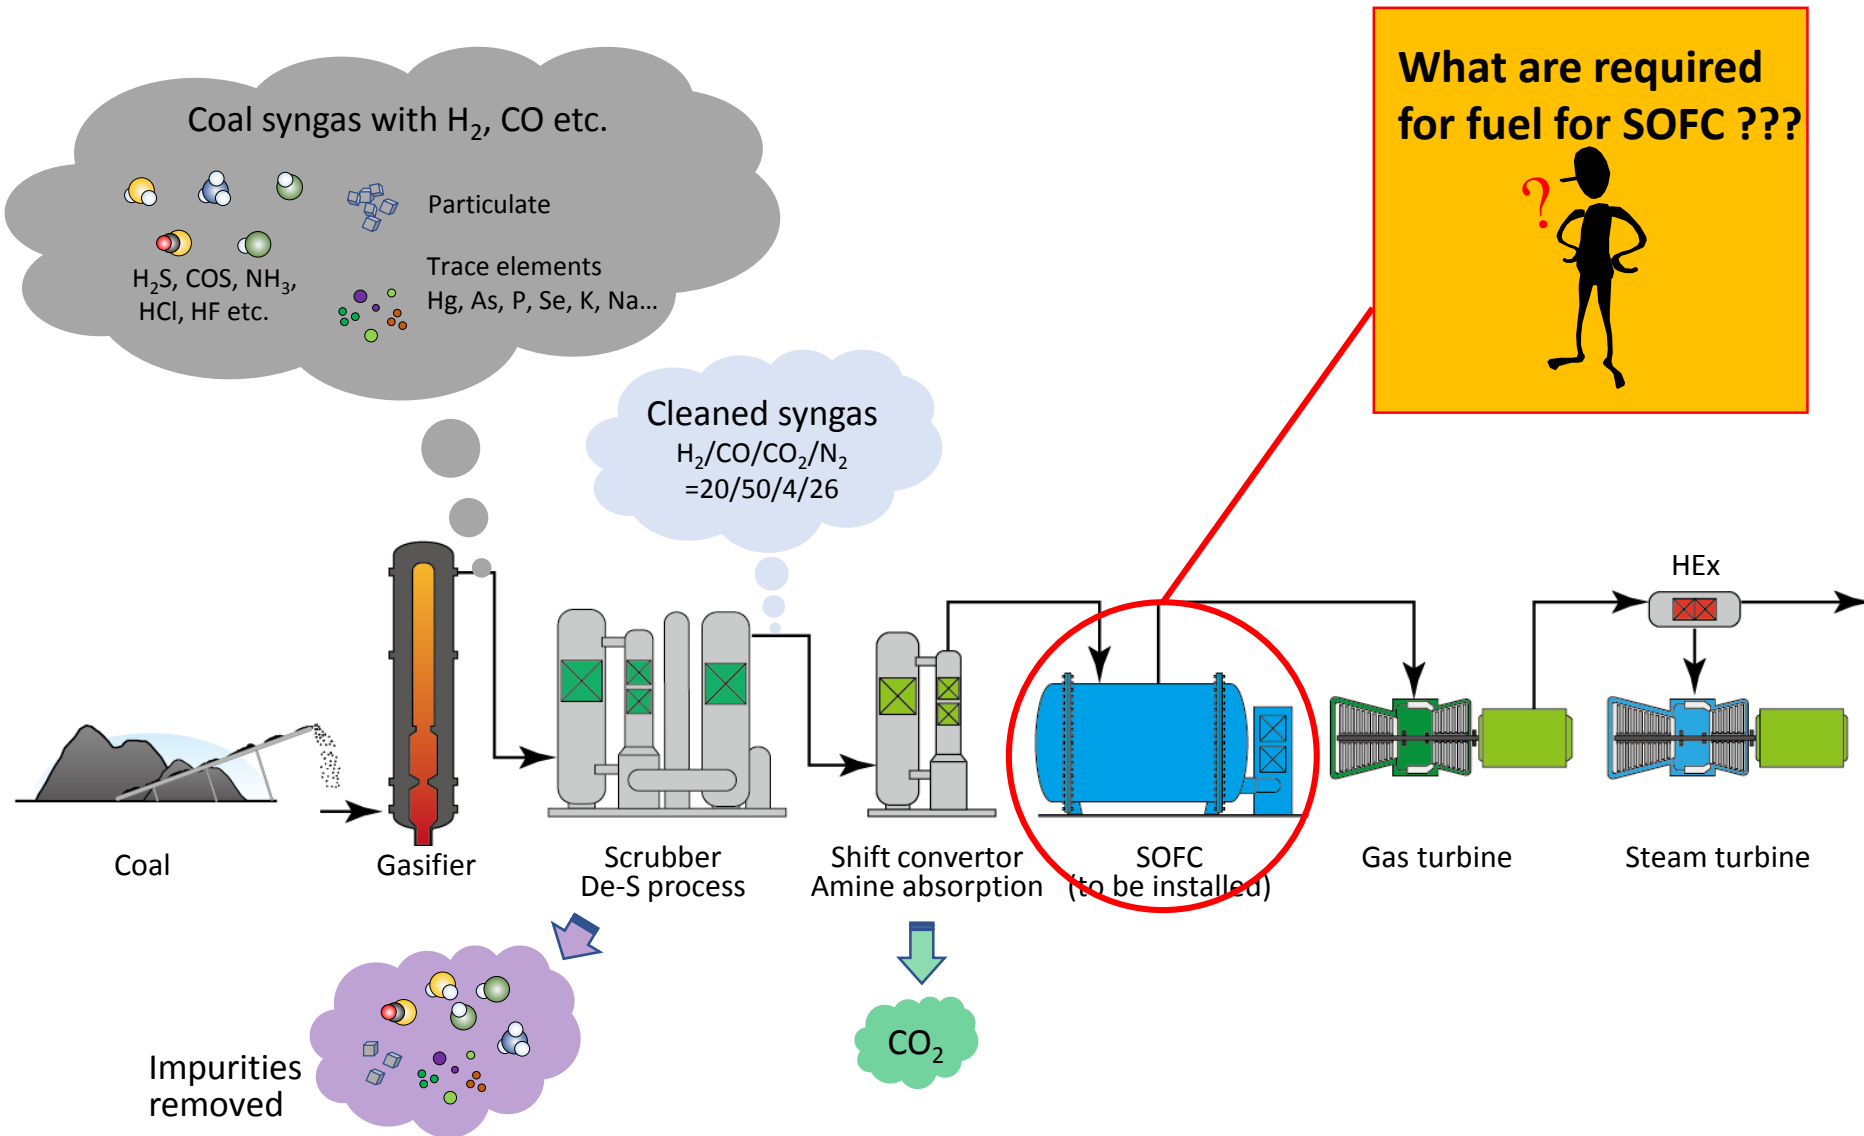 What are required
for fuel for SOFC ???
?
Coal syngas with H₂, CO etc.
Particulate
H₂S, COS, NH₃,
HCl, HF etc.
Trace elements
Hg, As, P, Se, K, Na…
Cleaned syngas
H₂/CO/CO₂/N₂
=20/50/4/26
HEx
Coal
Gasifier
Scrubber
De-S process
Shift convertor
Amine absorption
SOFC
(to be installed)
Gas turbine
Steam turbine
CO₂
Impurities
removed